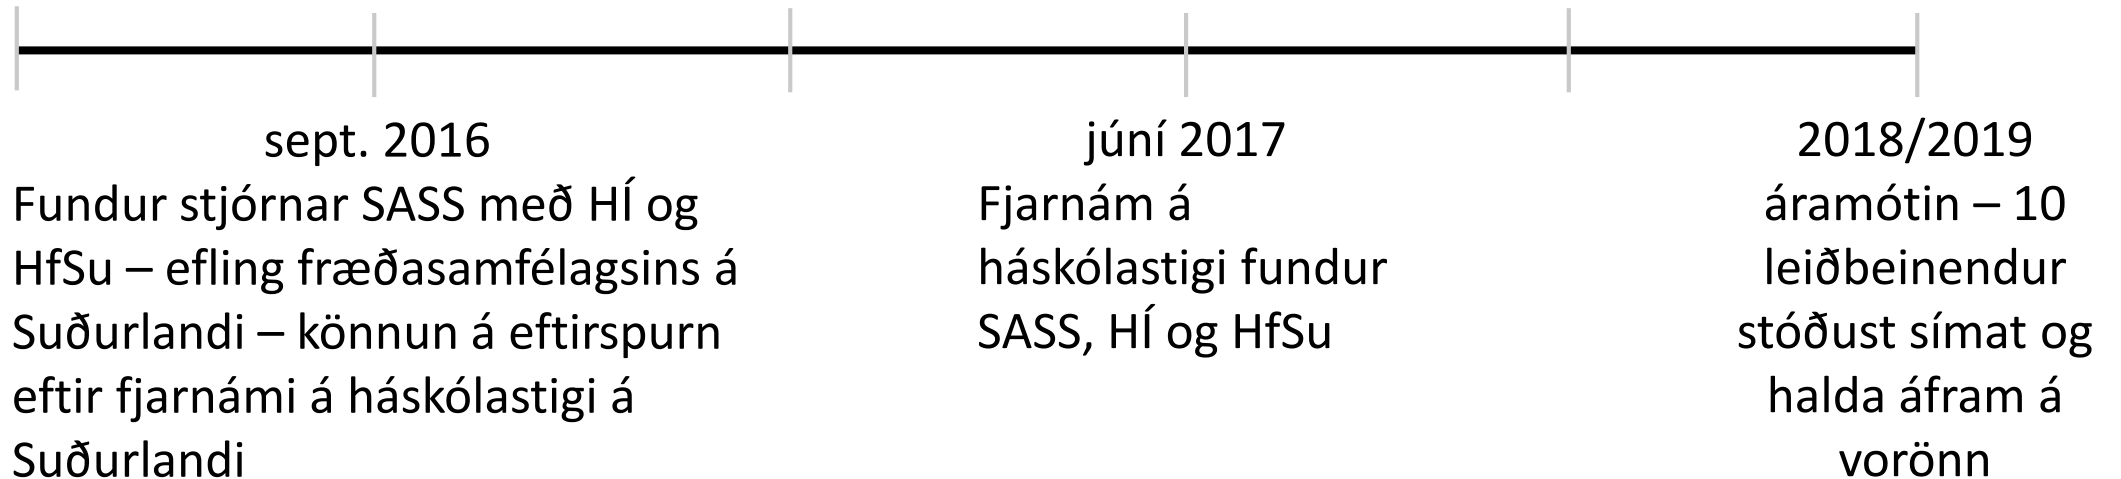 sept. 2016
Fundur stjórnar SASS með HÍ og
HfSu – efling fræðasamfélagsins á
Suðurlandi – könnun á eftirspurn
eftir fjarnámi á háskólastigi á
Suðurlandi
júní 2017
Fjarnám á
háskólastigi fundur
SASS, HÍ og HfSu
2018/2019
áramótin – 10
leiðbeinendur
stóðust símat og
halda áfram á
vorönn